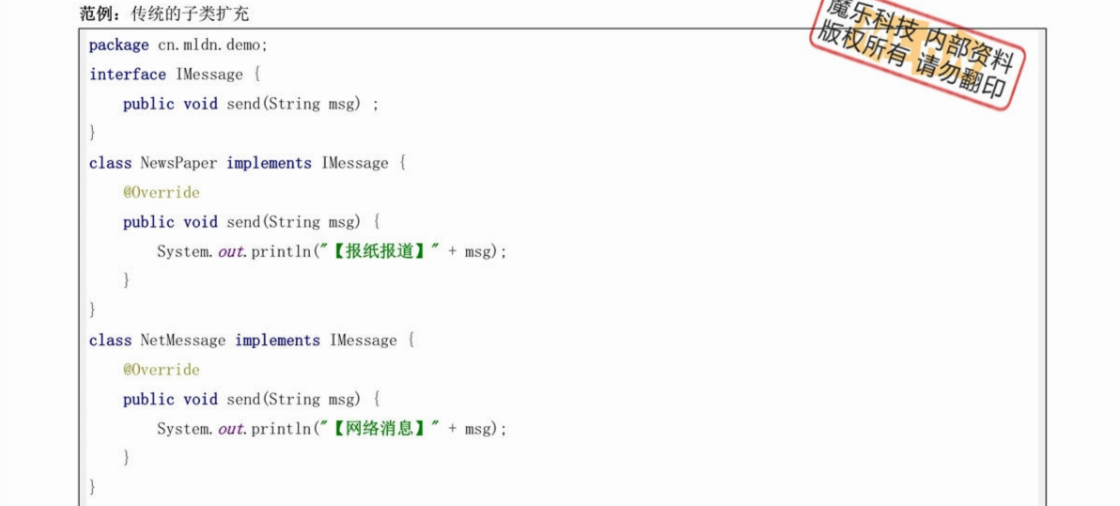 范例：传统的子类扩充
package cn.mldn.demo;
interface IMessage {
    public void send(String msg) ;
}
class NewsPaper implements IMessage {
    @Override
    public void send(String msg) {
        System.out.println("【报纸报道】" + msg);
    }
}
class NetMessage implements IMessage {
    @Override
    public void send(String msg) {
        System.out.println("【网络消息】" + msg);
    }
}
魔乐科技 内部资料
版权所有 请勿翻印